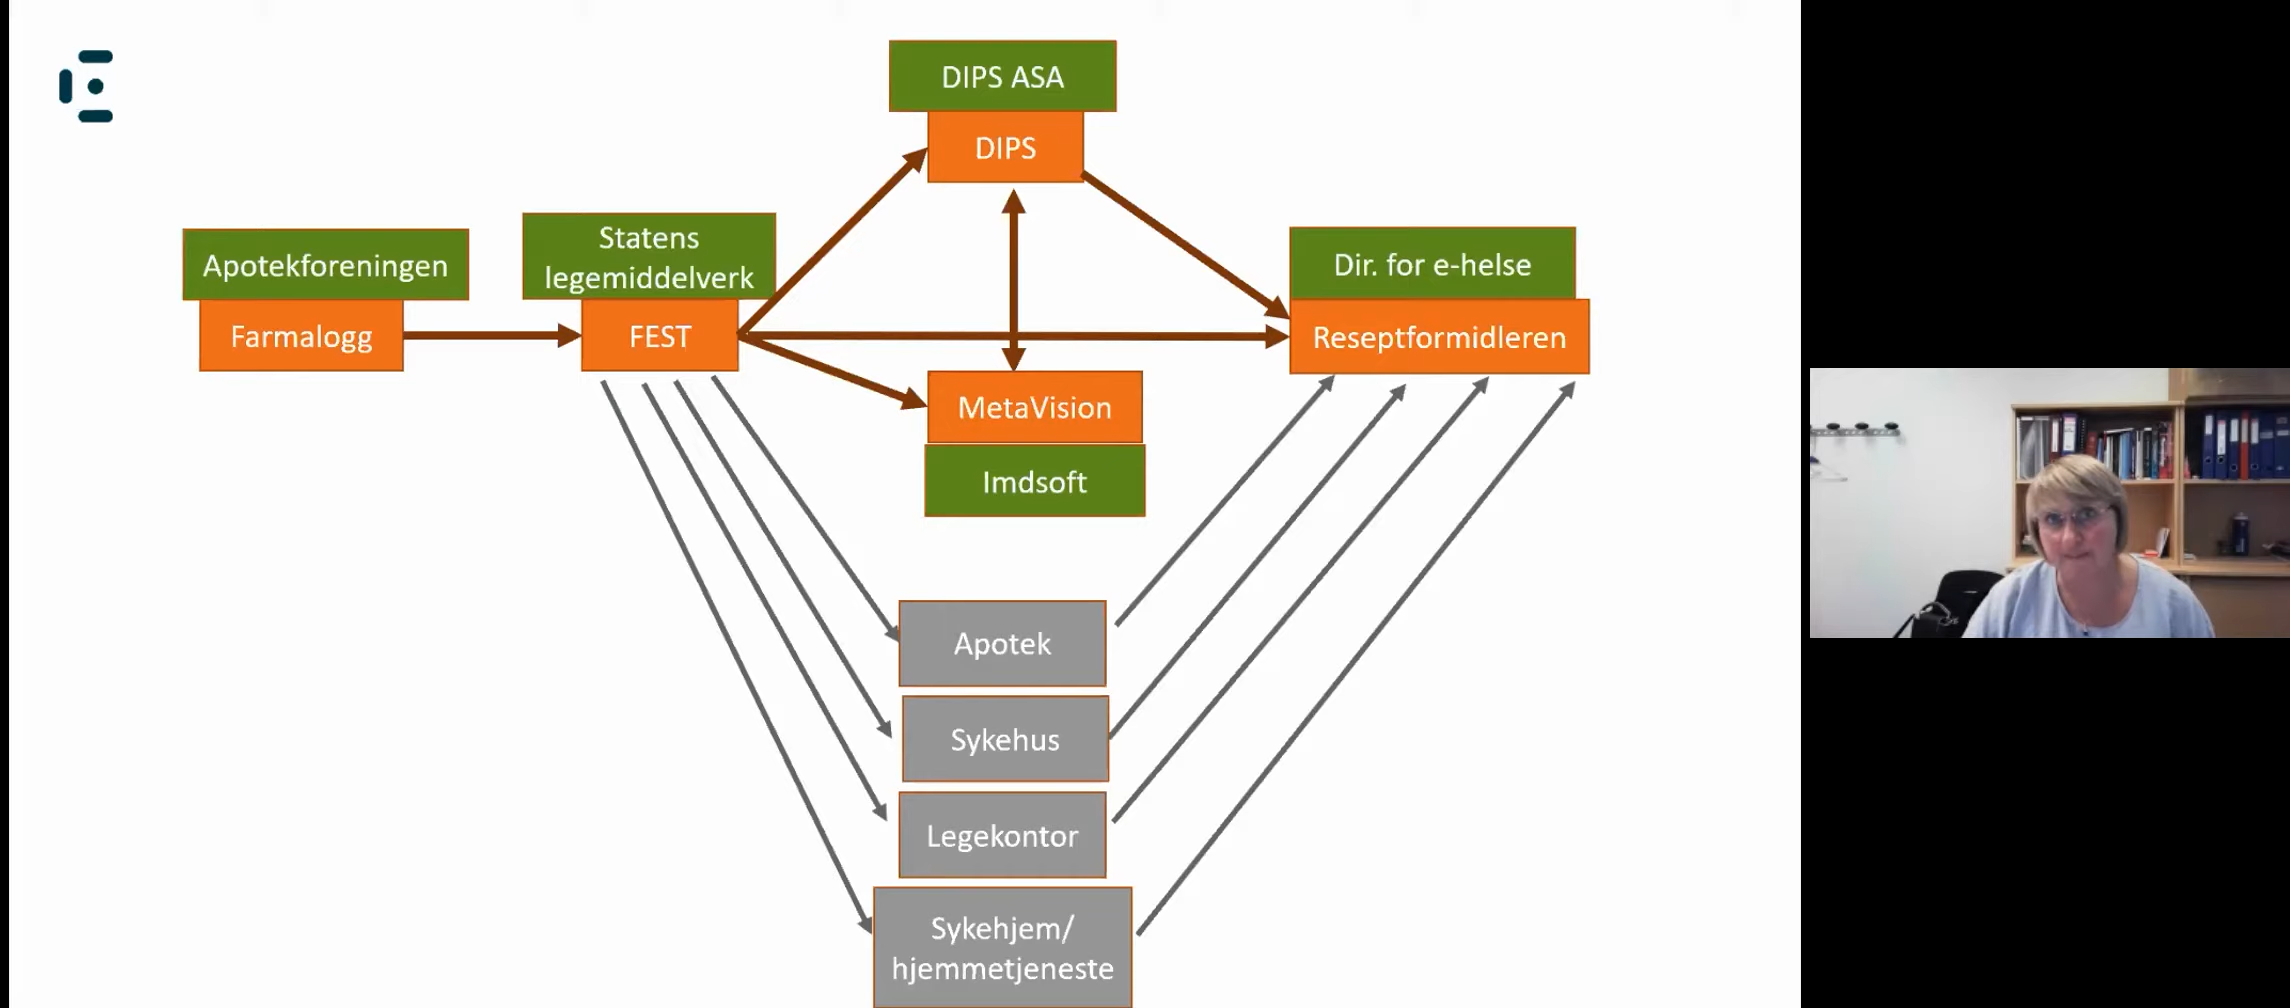 DIPS ASA
DIPS
Apotekforeningen
Farmalogg
Statens
legemiddelverk
FEST
Dir. for e-helse
Reseptformidleren
MetaVision
Imdsoft
Apotek
Sykehus
Legekontor
Sykehjem/
hjemmetjeneste